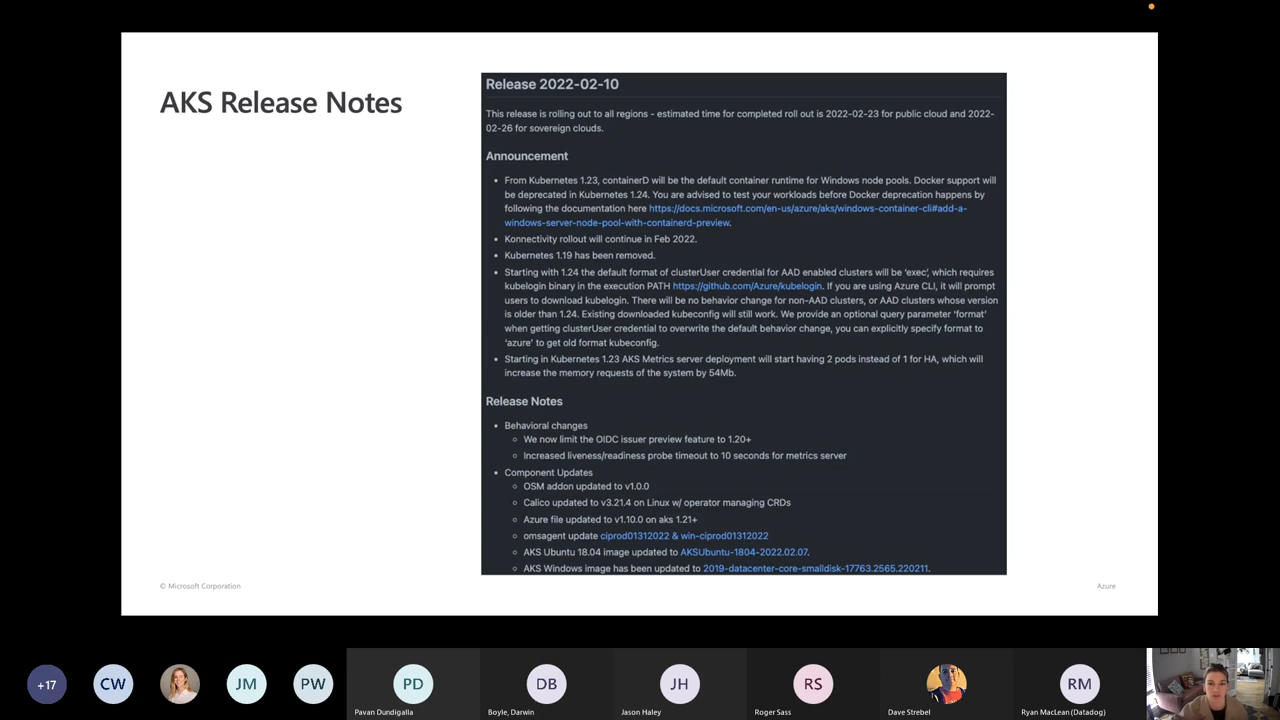 AKS Release Notes
Release 2022-02-10
This release is rolling out to all regions - estimated time for completed roll out is 2022-02-23 for public cloud and 2022-
02-26 for sovereign clouds.
Announcement
• From Kubernetes 1.23, containerD will be the default container runtime for Windows node pools. Docker support will
be deprecated in Kubernetes 1.24. You are advised to test your workloads before Docker deprecation happens by
following the documentation here https://docs.microsoft.com/en-us/azure/aks/windows-container-cli#add-a-
windows-server-node-pool-with-containerd-preview.
• Konnectivity rollout will continue in Feb 2022.
• Kubernetes 1.19 has been removed.
• Starting with 1.24 the default format of clusterUser credential for AAD enabled clusters will be ‘exec’, which requires
kubelogin binary in the execution PATH https://github.com/Azure/kubelogin. If you are using Azure CLI, it will prompt
users to download kubelogin. There will be no behavior change for non-AAD clusters, or AAD clusters whose version
is older than 1.24. Existing downloaded kubeconfig will still work. We provide an optional query parameter ‘format’
when getting clusterUser credential to overwrite the default behavior change, you can explicitly specify format to
‘azure’ to get old format kubeconfig.
• Starting in Kubernetes 1.23 AKS Metrics server deployment will start having 2 pods instead of 1 for HA, which will
increase the memory requests of the system by 54Mb.
Release Notes
• Behavioral changes
○ We now limit the OIDC issuer preview feature to 1.20+
○ Increased liveness/readiness probe timeout to 10 seconds for metrics server
• Component Updates
○ OSM addon updated to v1.0.0
○ Calico updated to v3.21.4 on Linux w/ operator managing CRDs
○ Azure file updated to v1.10.0 on aks 1.21+
○ omsagent update ciprod01312022 & win-ciprod01312022
○ AKS Ubuntu 18.04 image updated to AKSUbuntu-1804-2022.02.07.
○ AKS Windows image has been updated to 2019-datacenter-core-smalldisk-17763.2565.220211.
© Microsoft Corporation
Azure
+17
CW
JM
PW
PD
DB
JH
RS
RM
Pavan Dundigalla
Boyle, Darwin
Jason Haley
Roger Sass
Dave Strebel
Ryan MacLean (Datadog)